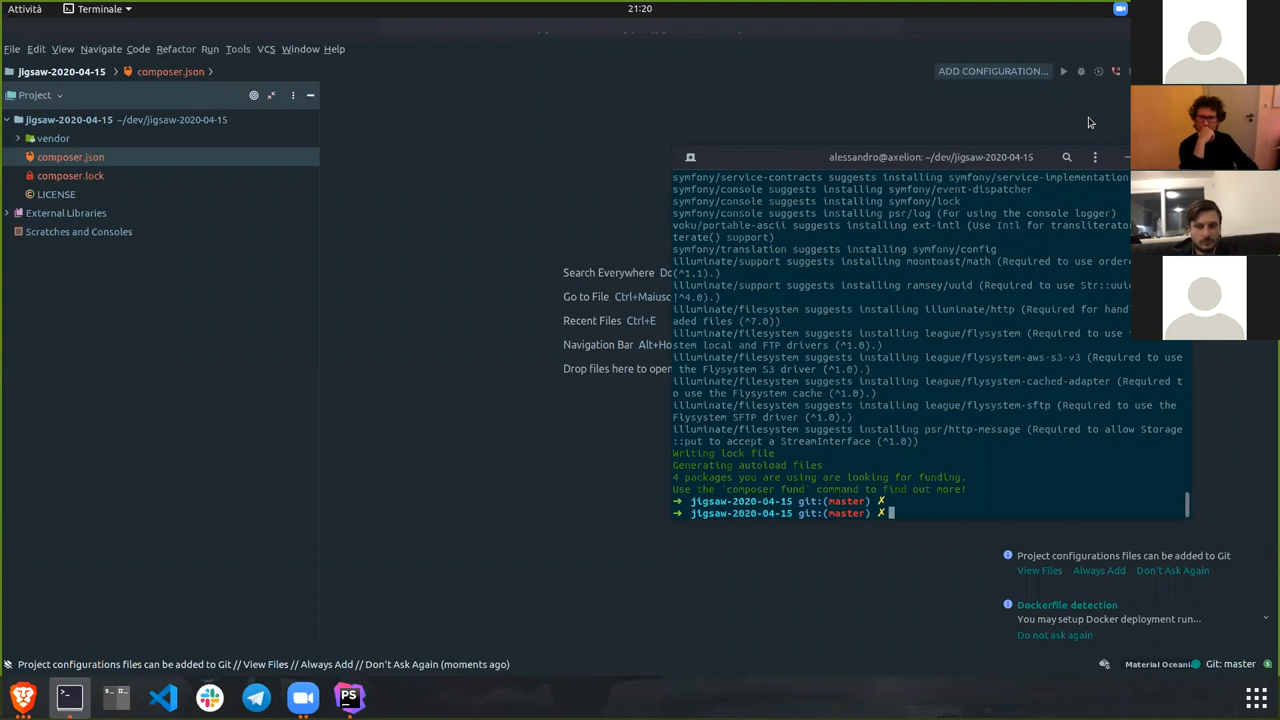 Attività
Terminale
21:20
File Edit View Navigate Code Refactor Run Tools VCS Window Help
jigsaw-2020-04-15
composer.json
ADD CONFIGURATION...
Project
jigsaw-2020-04-15 ~/dev/jigsaw-2020-04-15
vendor
composer.json
composer.lock
LICENSE
External Libraries
Scratches and Consoles
Search Everywhere Do
Go to File Ctrl+Maiusc
Recent Files Ctrl+E
Navigation Bar Alt+Ho
Drop files here to open
alessandro@axelion: ~/dev/jigsaw-2020-04-15
symfony/service-contracts suggests installing symfony/service-implementation
symfony/console suggests installing symfony/event-dispatcher
symfony/console suggests installing symfony/lock
symfony/console suggests installing psr/log (For using the console logger)
voku/portable-ascii suggests installing ext-intl (Use Intl for transliterat
terate() support)
symfony/translation suggests installing symfony/config
illuminate/support suggests installing moontoast/math (Required to use order
(^1.1).)
illuminate/support suggests installing ramsey/uuid (Required to use Str::uui
!^4.0).)
illuminate/filesystem suggests installing illuminate/http (Required for hand
aded files (^7.0))
illuminate/filesystem suggests installing league/flysystem (Required to use
stem local and FTP drivers (^1.0).)
illuminate/filesystem suggests installing league/flysystem-aws-s3-v3 (Required to use
the Flysystem S3 driver (^1.0).)
illuminate/filesystem suggests installing league/flysystem-cached-adapter (Required t
o use the Flysystem cache (^1.0).)
illuminate/filesystem suggests installing league/flysystem-sftp (Required to use the
Flysystem SFTP driver (^1.0).)
illuminate/filesystem suggests installing psr/http-message (Required to allow Storage
::put to accept a StreamInterface (^1.0))
Writing lock file
Generating autoload files
4 packages you are using are looking for funding.
Use the `composer fund` command to find out more!
➜ jigsaw-2020-04-15 git:(master) ✗
➜ jigsaw-2020-04-15 git:(master) ✗
Project configurations files can be added to Git
View Files Always Add Don't Ask Again
Dockerfile detection
You may setup Docker deployment run...
Do not ask again
Project configurations files can be added to Git // View Files // Always Add // Don't Ask Again (moments ago)
Material Oceani
Git: master
PS